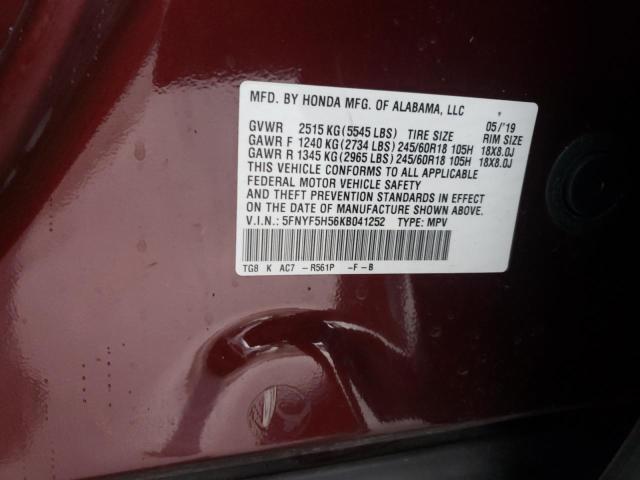 MFD. BY HONDA MFG. OF ALABAMA, LLC
05/'19
GVWR 2515 KG(5545 LBS) TIRE SIZE RIM SIZE
GAWR F 1240 KG(2734 LBS) 245/60R18 105H 18X8.0J
GAWR R 1345 KG(2965 LBS) 245/60R18 105H 18X8.0J
THIS VEHICLE CONFORMS TO ALL APPLICABLE
FEDERAL MOTOR VEHICLE SAFETY
AND THEFT PREVENTION STANDARDS IN EFFECT
ON THE DATE OF MANUFACTURE SHOWN ABOVE.
V.I.N.: 5FNYF5H56KB041252 TYPE: MPV
TG8 K AC7 -R561P -F-B